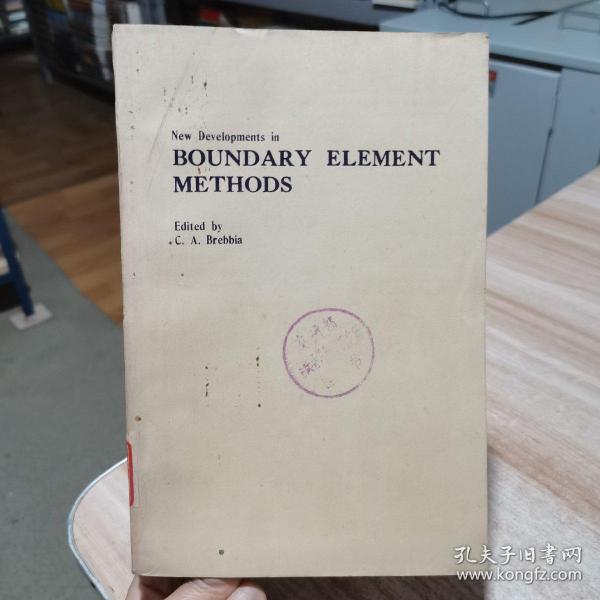 New Developments in
BOUNDARY ELEMENT
METHODS
Edited by
C. A. Brebbia
孔夫子旧书网
www.kongfz.com